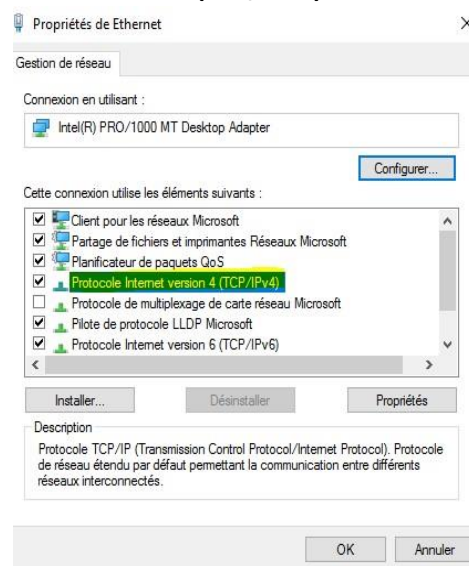 Propriétés de Ethernet
Gestion de réseau
Connexion en utilisant :
Intel(R) PRO/1000 MT Desktop Adapter
Configurer...
Cette connexion utilise les éléments suivants :
Client pour les réseaux Microsoft
Partage de fichiers et imprimantes Réseaux Microsoft
Planificateur de paquets QoS
Protocole Internet version 4 (TCP/IPv4)
Protocole de multiplexage de carte réseau Microsoft
Pilote de protocole LLDP Microsoft
Protocole Internet version 6 (TCP/IPv6)
Installer... Désinstaller Propriétés
Description
Protocole TCP/IP (Transmission Control Protocol/Internet Protocol). Protocole
de réseau étendu par défaut permettant la communication entre différents
réseaux interconnectés.
OK Annuler